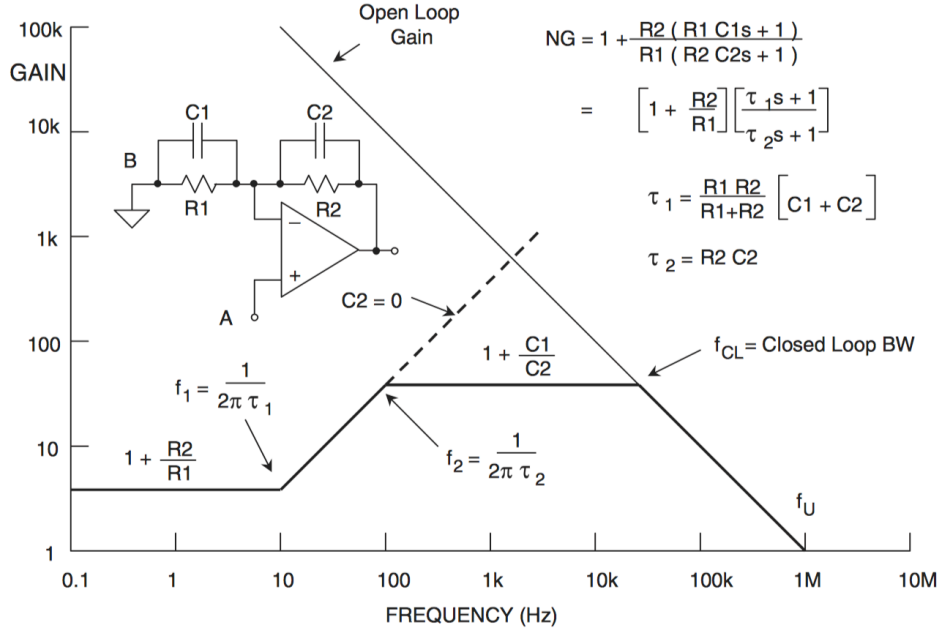 Open Loop
Gain
100k
GAIN
10k
1k
100
10
1
NG = 1 + R2 ( R1 C1s + 1 )
R1 ( R2 C2s + 1 )
= [ 1 + R2 ] [ τ 1s + 1 ]
R1 τ 2s + 1
τ 1 = R1 R2 [ C1 + C2 ]
R1+R2
τ 2 = R2 C2
C1
C2
B
R1
R2
−
+
A
C2 = 0
1 + C1
C2
fCL = Closed Loop BW
f1 = 1
2π τ 1
f2 = 1
2π τ 2
1 + R2
R1
fU
0.1
1
10
100
1k
10k
100k
1M
10M
FREQUENCY (Hz)